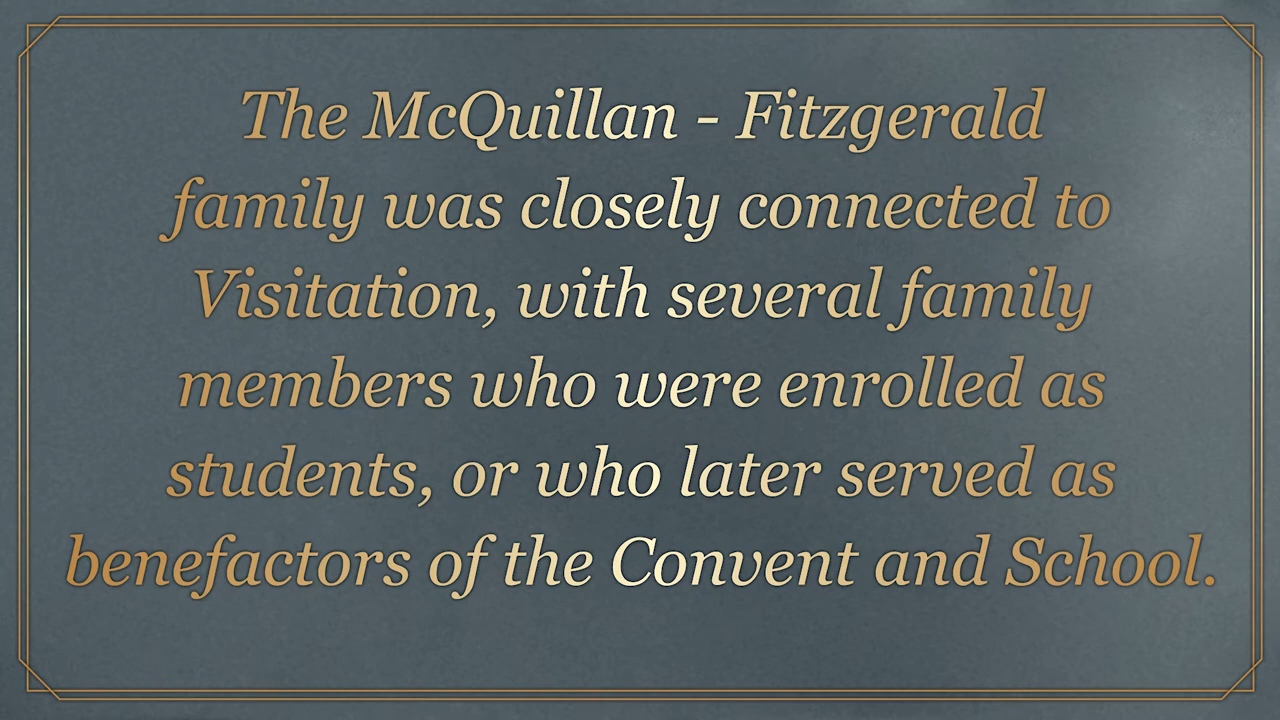 The McQuillan - Fitzgerald
family was closely connected to
Visitation, with several family
members who were enrolled as
students, or who later served as
benefactors of the Convent and School.